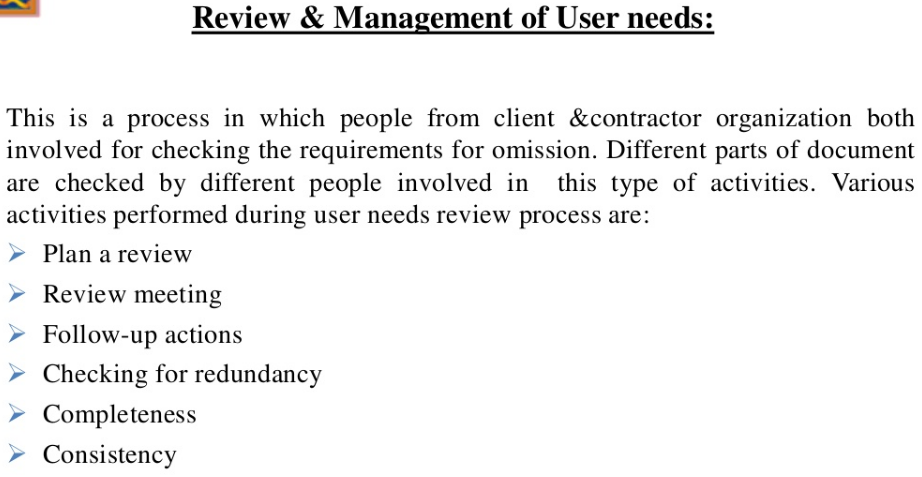 Review & Management of User needs:
This is a process in which people from client &contractor organization both
involved for checking the requirements for omission. Different parts of document
are checked by different people involved in this type of activities. Various
activities performed during user needs review process are:
Plan a review
Review meeting
Follow-up actions
Checking for redundancy
Completeness
Consistency